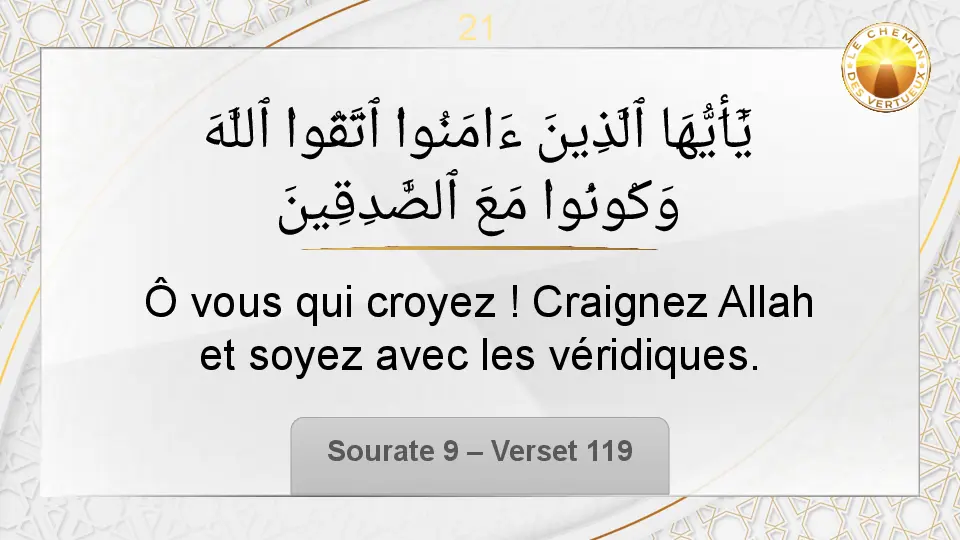 21
LE CHEMIN DES VERTUEUX
يَٰٓأَيُّهَا ٱلَّذِينَ ءَامَنُوا ٱتَّقُوا ٱللَّهَ
وَكُونُوا مَعَ ٱلصَّٰدِقِينَ
Ô vous qui croyez ! Craignez Allah
et soyez avec les véridiques.
Sourate 9 – Verset 119